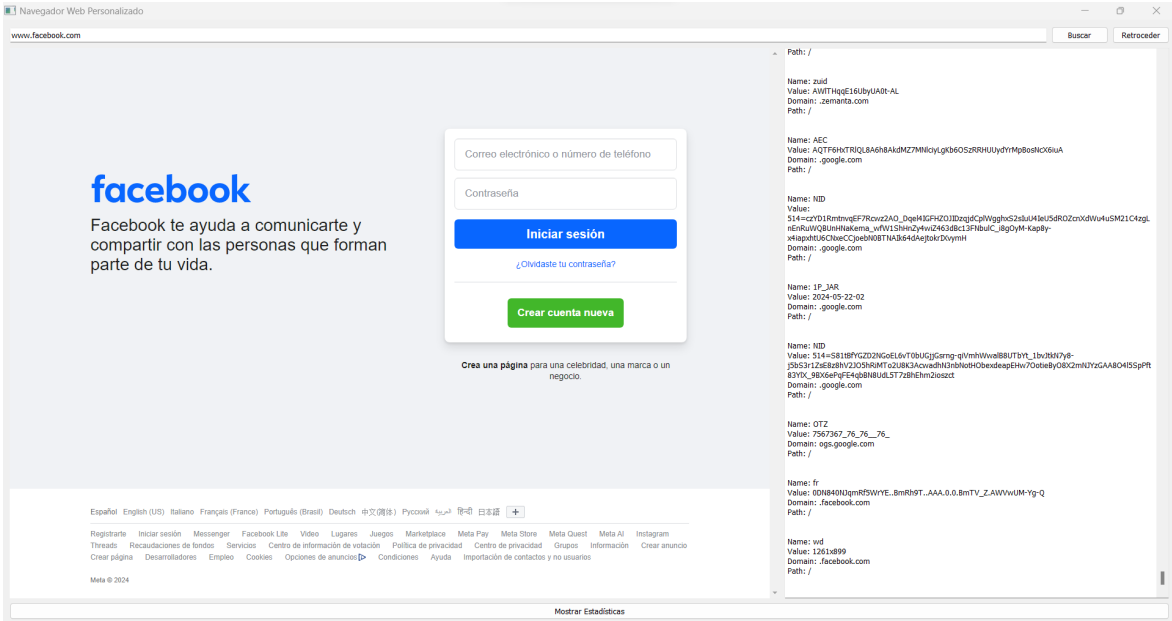 Navegador Web Personalizado
www.facebook.com
Buscar
Retroceder
facebook
Facebook te ayuda a comunicarte y
compartir con las personas que forman
parte de tu vida.
Correo electrónico o número de teléfono
Contraseña
Iniciar sesión
¿Olvidaste tu contraseña?
Crear cuenta nueva
Crea una página para una celebridad, una marca o un
negocio.
Español English (US) Italiano Français (France) Português (Brasil) Deutsch 中文(简体) Русский العربية हिन्दी 日本語 +
Registrarte Iniciar sesión Messenger Facebook Lite Video Lugares Juegos Marketplace Meta Pay Meta Store Meta Quest Meta AI Instagram
Threads Recaudaciones de fondos Servicios Centro de información de votación Política de privacidad Centro de privacidad Grupos Información Crear anuncio
Crear página Desarrolladores Empleo Cookies Opciones de anuncios Condiciones Ayuda Importación de contactos y no usuarios
Meta © 2024
Path: /
Name: zuid
Value: AWlTHqqE16UbyUA0t-AL
Domain: .zemanta.com
Path: /
Name: AEC
Domain: .google.com
Path: /
Name: NID
Value:
Domain: .google.com
Path: /
Name: 1P_JAR
Value: 2024-05-22-02
Domain: .google.com
Path: /
Name: NID
Domain: .google.com
Path: /
Name: OTZ
Value: 7567367_76_76__76_
Domain: ogs.google.com
Path: /
Name: fr
Value: 0DN840NJqmRf5WrYE..BmRh9T..AAA.0.0.BmTV_Z.AWVwUM-Yg-Q
Domain: .facebook.com
Path: /
Name: wd
Value: 1261x899
Domain: .facebook.com
Path: /
Mostrar Estadísticas